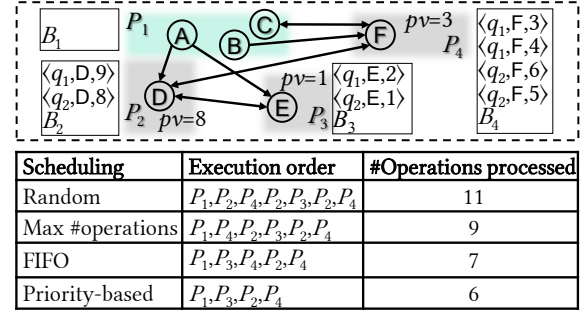 B₁
P₁
A
B
C
F
pv=3
P₄
⟨q₁,F,3⟩
⟨q₁,F,4⟩
⟨q₂,F,6⟩
⟨q₂,F,5⟩
B₄
⟨q₁,D,9⟩
⟨q₂,D,8⟩
B₂
P₂
D
pv=8
E
pv=1
P₃
⟨q₁,E,2⟩
⟨q₂,E,1⟩
B₃
Scheduling Execution order #Operations processed
Random P₁,P₂,P₄,P₂,P₃,P₂,P₄ 11
Max #operations P₁,P₄,P₂,P₃,P₂,P₄ 9
FIFO P₁,P₃,P₄,P₂,P₄ 7
Priority-based P₁,P₃,P₂,P₄ 6